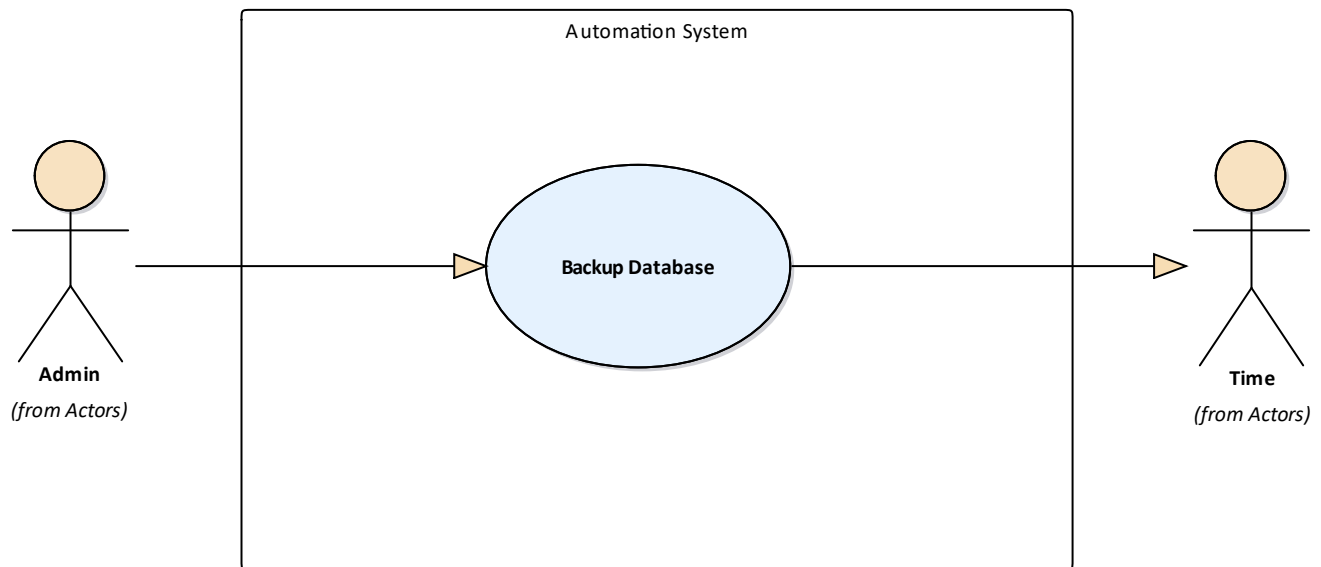 Automation System
Backup Database
Admin
(from Actors)
Time
(from Actors)